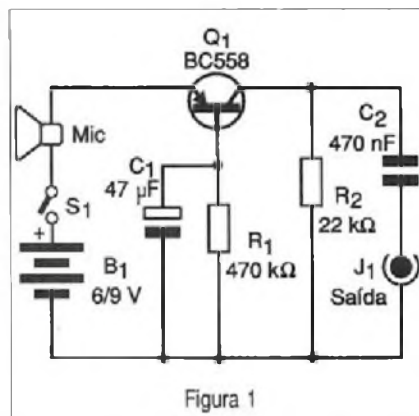 Q1
BC558
Mic
S1
+
B1
6/9 V
C1
47 µF
R1
470 kΩ
R2
22 kΩ
C2
470 nF
J1
Saída
Figura 1